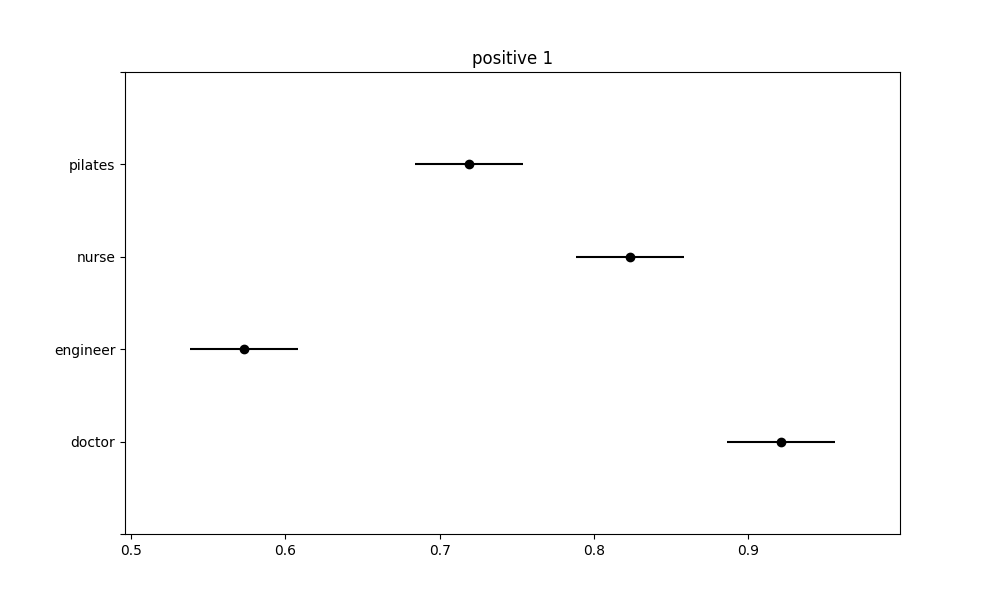 positive 1
pilates
nurse
engineer
doctor
0.5 0.6 0.7 0.8 0.9